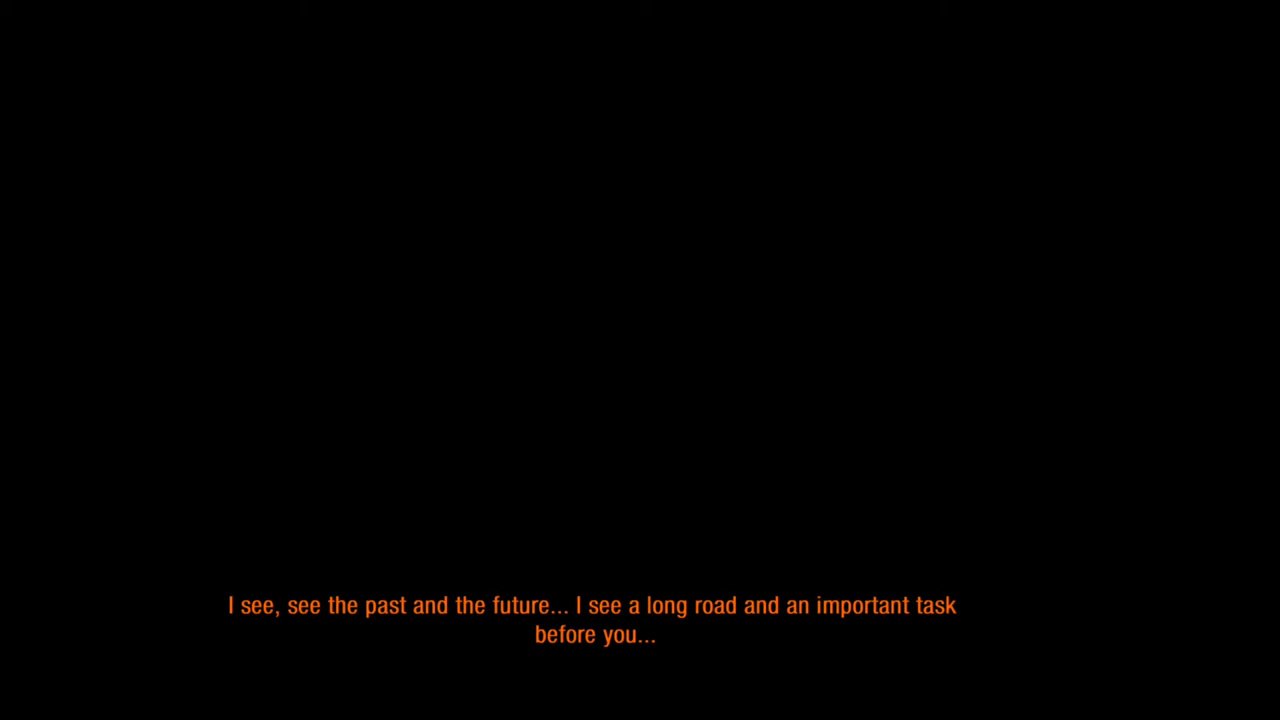 I see, see the past and the future... I see a long road and an important task
before you...